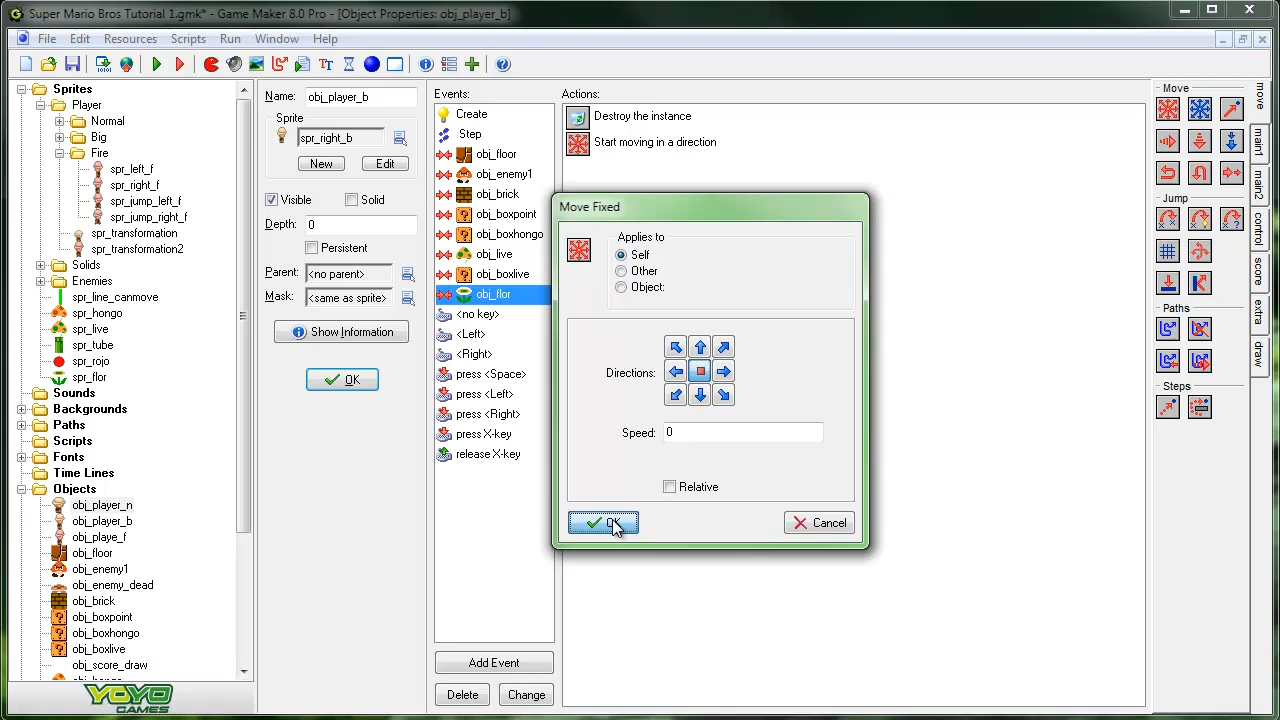 Super Mario Bros Tutorial 1.gmk* - Game Maker 8.0 Pro - [Object Properties: obj_player_b]
File Edit Resources Scripts Run Window Help
Sprites
Player
Normal
Big
Fire
spr_left_f
spr_right_f
spr_jump_left_f
spr_jump_right_f
spr_transformation
spr_transformation2
Solids
Enemies
spr_line_canmove
spr_hongo
spr_live
spr_tube
spr_rojo
spr_flor
Sounds
Backgrounds
Paths
Scripts
Fonts
Time Lines
Objects
obj_player_n
obj_player_b
obj_playe_f
obj_floor
obj_enemy1
obj_enemy_dead
obj_brick
obj_boxpoint
obj_boxhongo
obj_boxlive
obj_score_draw
YOYO
GAMES
Name: obj_player_b
Sprite
spr_right_b
New Edit
Visible Solid
Depth: 0
Persistent
Parent: <no parent>
Mask: <same as sprite>
Show Information
OK
Events:
Create
Step
obj_floor
obj_enemy1
obj_brick
obj_boxpoint
obj_boxhongo
obj_live
obj_boxlive
obj_flor
<no key>
<Left>
<Right>
press <Space>
press <Left>
press <Right>
press X-key
release X-key
Add Event
Delete Change
Actions:
Destroy the instance
Start moving in a direction
Move Fixed
Applies to
Self
Other
Object:
Directions:
Speed: 0
Relative
OK Cancel
Move
Jump
Paths
Steps
move
main1
main2
control
score
extra
draw